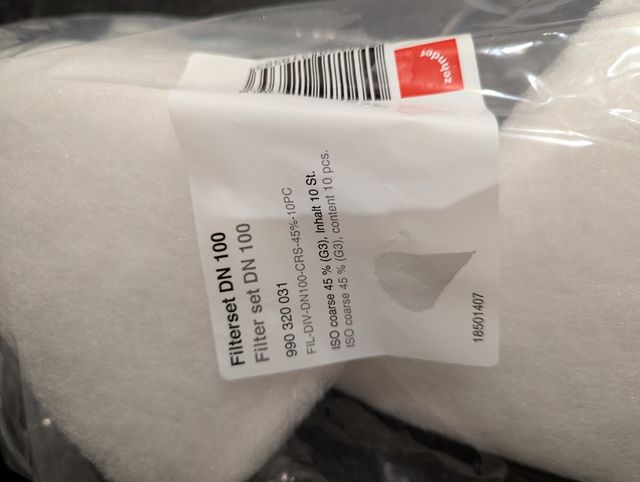 zehnder
Filterset DN 100
Filter set DN 100
990 320 031
FIL-DIV-DN100-CRS-45%-10PC
ISO coarse 45 % (G3), Inhalt 10 St.
ISO coarse 45 % (G3), content 10 pcs.
18501407